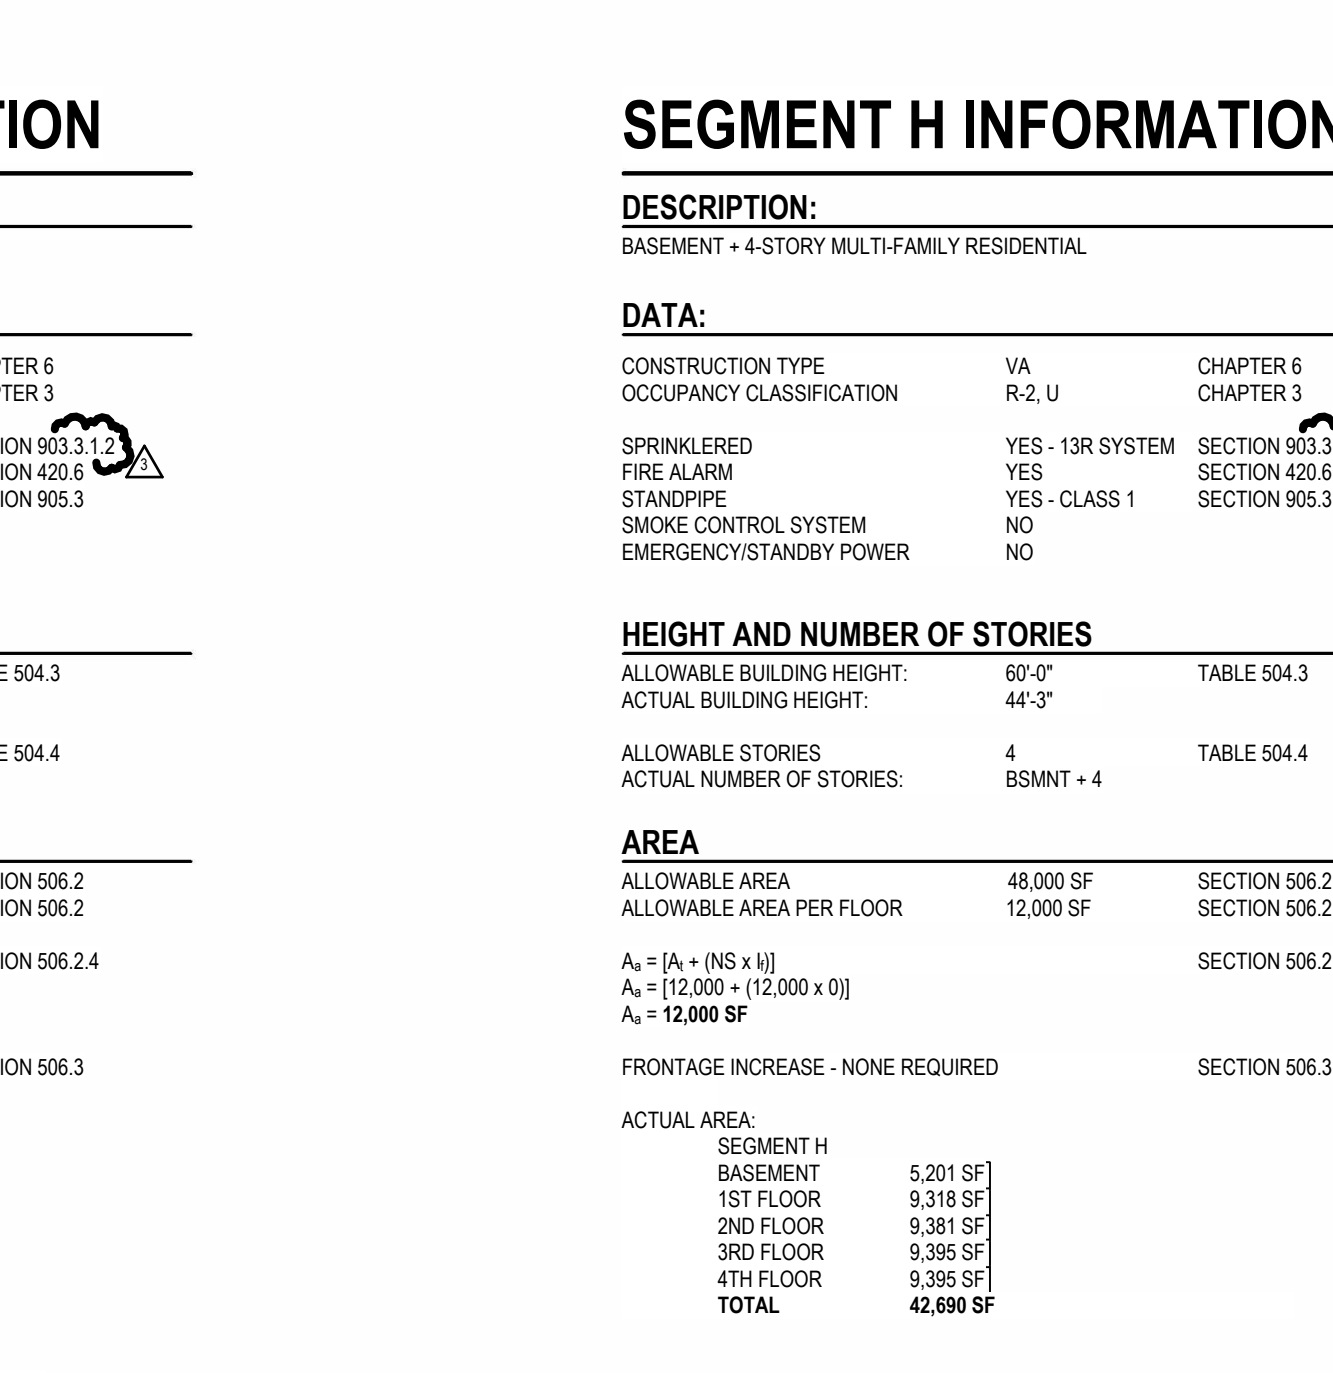 TION
PTER 6
PTER 3
ION 903.3.1.2
3
ION 420.6
ION 905.3
E 504.3
E 504.4
ION 506.2
ION 506.2
ION 506.2.4
ION 506.3
SEGMENT H INFORMATION
DESCRIPTION:
BASEMENT + 4-STORY MULTI-FAMILY RESIDENTIAL
DATA:
CONSTRUCTION TYPE VA CHAPTER 6
OCCUPANCY CLASSIFICATION R-2, U CHAPTER 3
SPRINKLERED YES - 13R SYSTEM SECTION 903.3
FIRE ALARM YES SECTION 420.6
STANDPIPE YES - CLASS 1 SECTION 905.3
SMOKE CONTROL SYSTEM NO
EMERGENCY/STANDBY POWER NO
HEIGHT AND NUMBER OF STORIES
ALLOWABLE BUILDING HEIGHT: 60'-0" TABLE 504.3
ACTUAL BUILDING HEIGHT: 44'-3"
ALLOWABLE STORIES 4 TABLE 504.4
ACTUAL NUMBER OF STORIES: BSMNT + 4
AREA
ALLOWABLE AREA 48,000 SF SECTION 506.2
ALLOWABLE AREA PER FLOOR 12,000 SF SECTION 506.2
Aa = [At + (NS x If)] SECTION 506.2
Aa = [12,000 + (12,000 x 0)]
Aa = 12,000 SF
FRONTAGE INCREASE - NONE REQUIRED SECTION 506.3
ACTUAL AREA:
SEGMENT H
BASEMENT 5,201 SF
1ST FLOOR 9,318 SF
2ND FLOOR 9,381 SF
3RD FLOOR 9,395 SF
4TH FLOOR 9,395 SF
TOTAL 42,690 SF